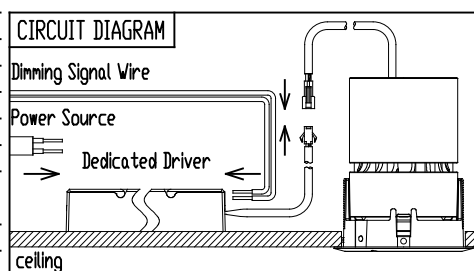 CIRCUIT DIAGRAM
Dimming Signal Wire
Power Source
Dedicated Driver
ceiling